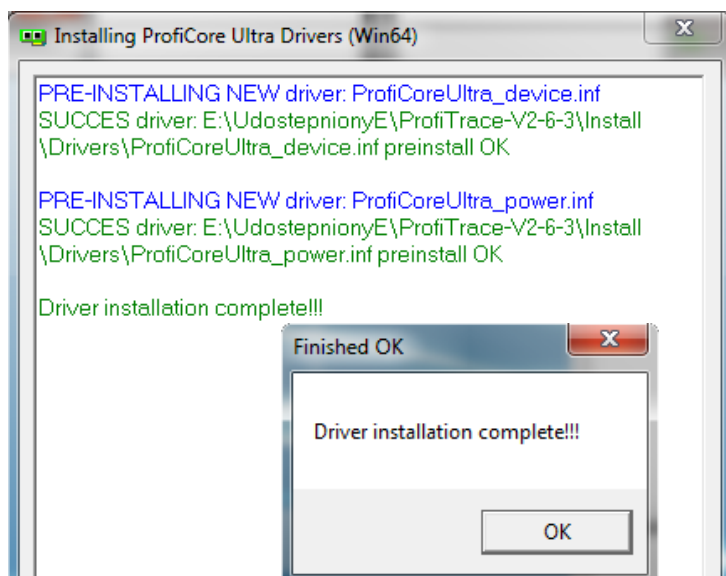 Installing ProfiCore Ultra Drivers (Win64)
PRE-INSTALLING NEW driver: ProfiCoreUltra_device.inf
SUCCES driver: E:\UdostepnionyE\ProfiTrace-V2-6-3\Install
\Drivers\ProfiCoreUltra_device.inf preinstall OK
PRE-INSTALLING NEW driver: ProfiCoreUltra_power.inf
SUCCES driver: E:\UdostepnionyE\ProfiTrace-V2-6-3\Install
\Drivers\ProfiCoreUltra_power.inf preinstall OK
Driver installation complete!!!
Finished OK
Driver installation complete!!!
OK